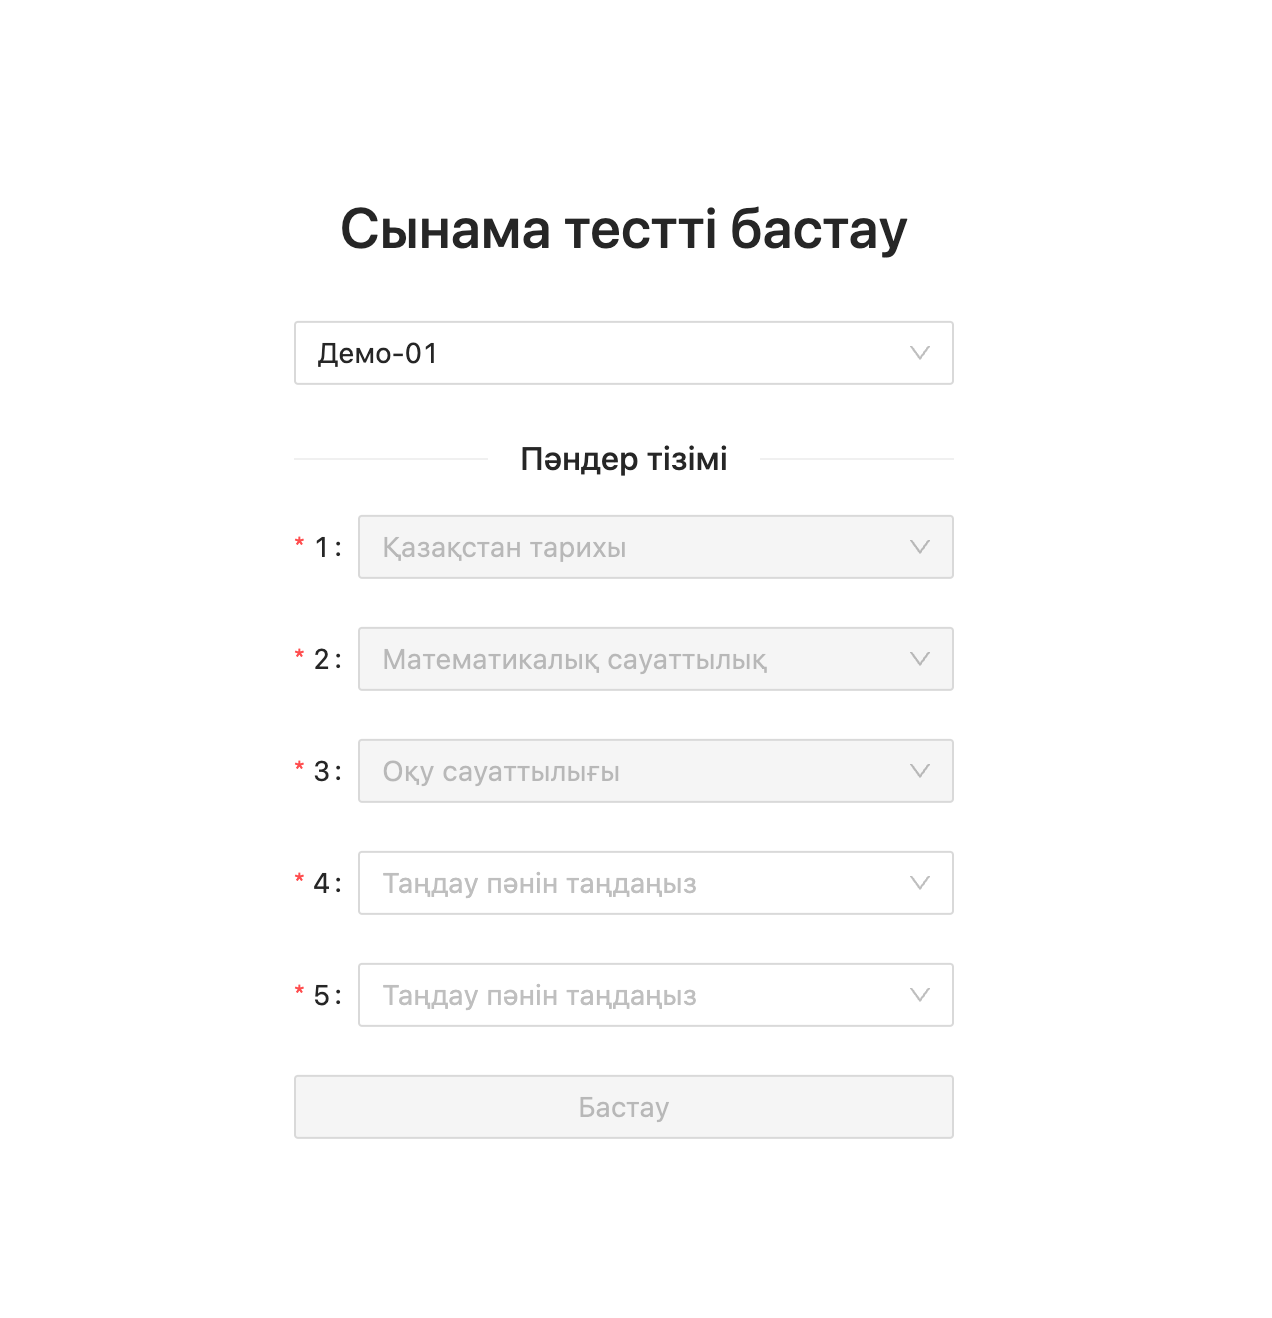 Сынама тестті бастау
Демо-01
Пәндер тізімі
* 1: Қазақстан тарихы
* 2: Математикалық сауаттылық
* 3: Оқу сауаттылығы
* 4: Таңдау пәнін таңдаңыз
* 5: Таңдау пәнін таңдаңыз
Бастау